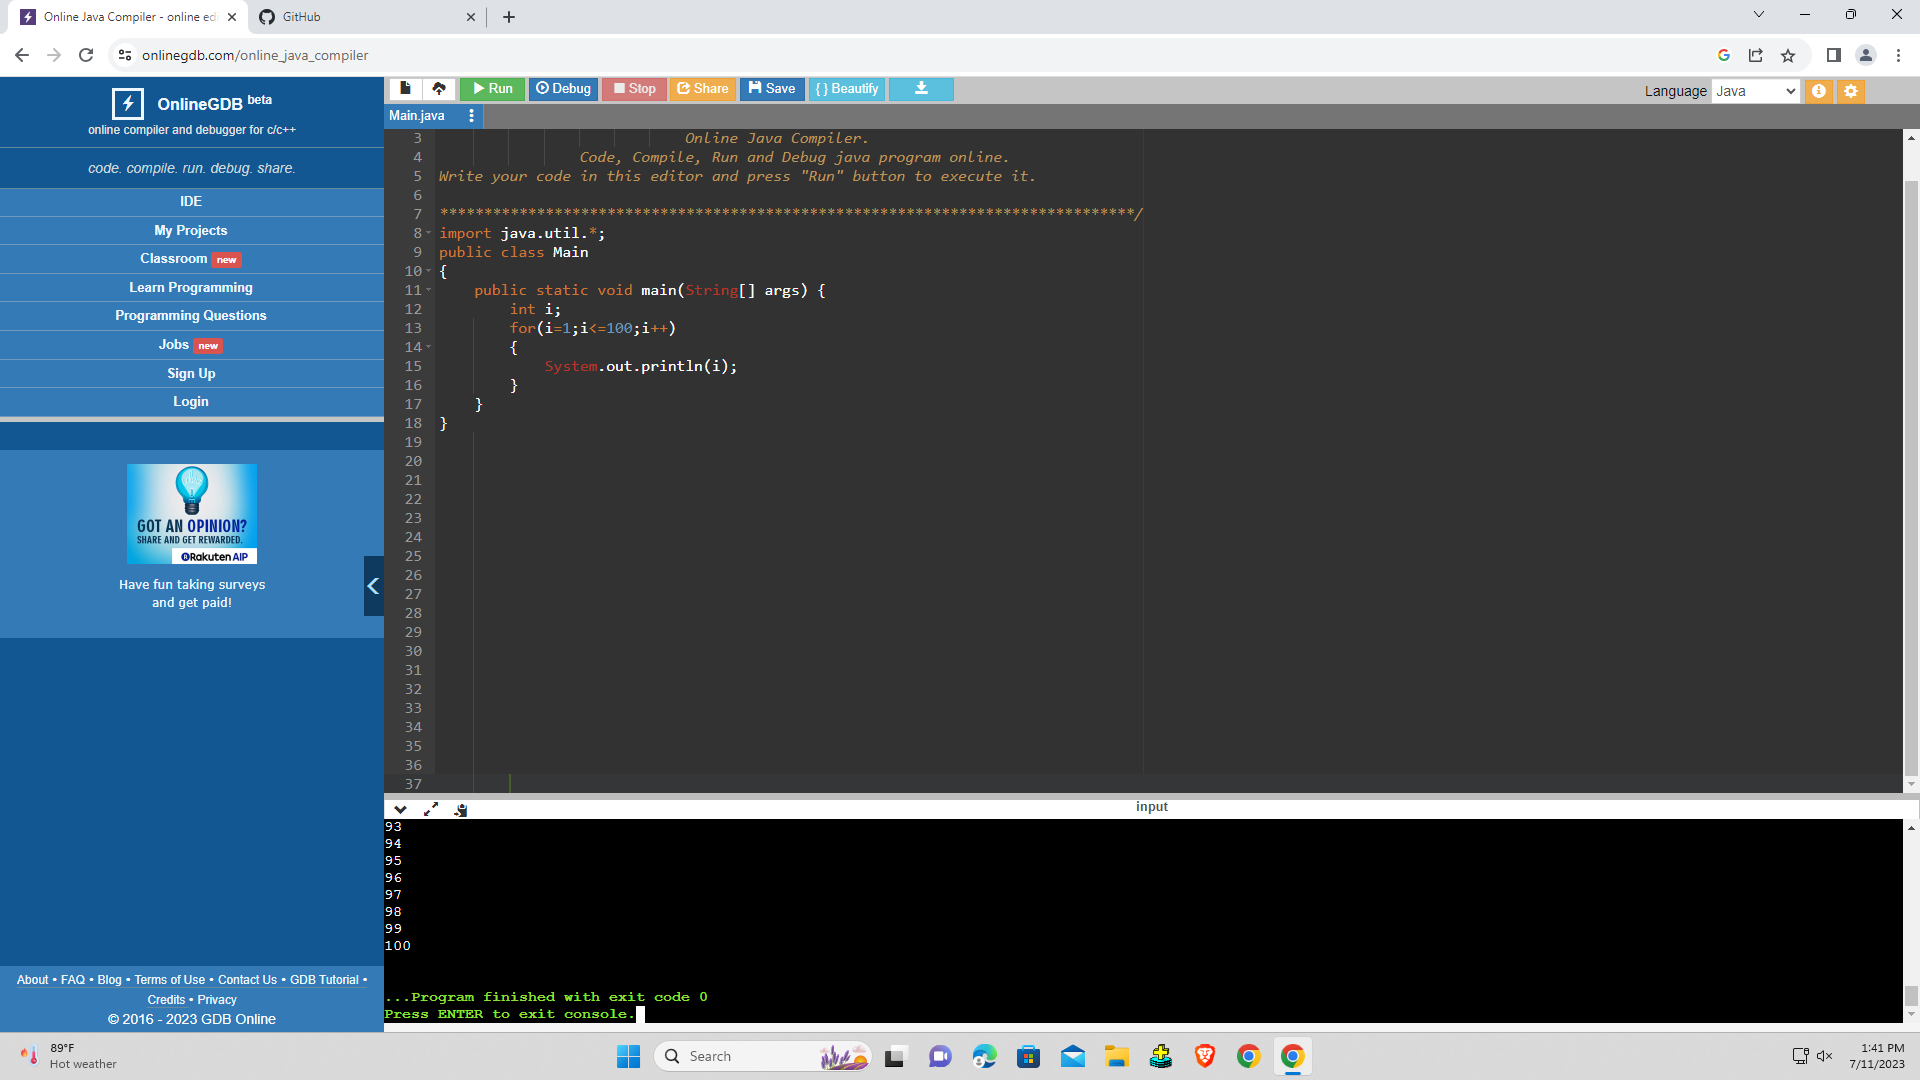 Online Java Compiler - online edi
GitHub
onlinegdb.com/online_java_compiler
OnlineGDB beta
online compiler and debugger for c/c++
code. compile. run. debug. share.
IDE
My Projects
Classroom new
Learn Programming
Programming Questions
Jobs new
Sign Up
Login
GOT AN OPINION?
SHARE AND GET REWARDED.
Rakuten AIP
Have fun taking surveys
and get paid!
About • FAQ • Blog • Terms of Use • Contact Us • GDB Tutorial •
Credits • Privacy
© 2016 - 2023 GDB Online
Run Debug Stop Share Save { } Beautify
Language Java
Main.java
3 Online Java Compiler.
4 Code, Compile, Run and Debug java program online.
5 Write your code in this editor and press "Run" button to execute it.
6
7 *******************************************************************************/
8 import java.util.*;
9 public class Main
10 {
11 public static void main(String[] args) {
12 int i;
13 for(i=1;i<=100;i++)
14 {
15 System.out.println(i);
16 }
17 }
18 }
19
20
21
22
23
24
25
26
27
28
29
30
31
32
33
34
35
36
37
input
93
94
95
96
97
98
99
100
...Program finished with exit code 0
Press ENTER to exit console.
89°F
Hot weather
Search
1:41 PM
7/11/2023